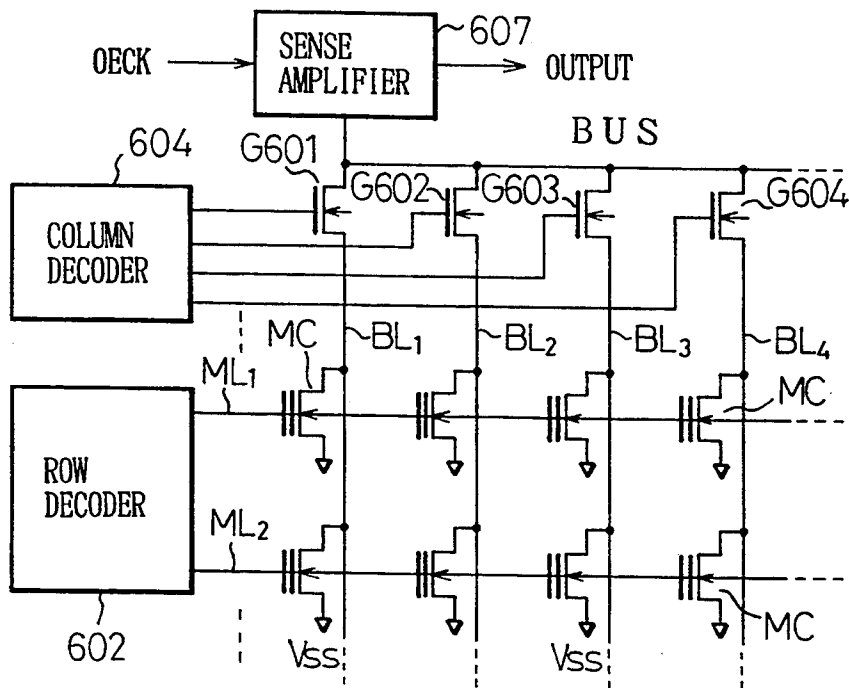 607
OECK
SENSE
AMPLIFIER
OUTPUT
BUS
604
G601
G602
G603
G604
COLUMN
DECODER
MC
BL1
BL2
BL3
BL4
ML1
MC
ROW
DECODER
ML2
MC
602
VSS
VSS